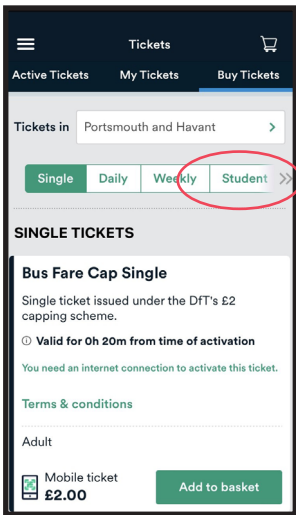 Tickets
Active Tickets My Tickets Buy Tickets
Tickets in Portsmouth and Havant >
Single Daily Weekly Student >>
SINGLE TICKETS
Bus Fare Cap Single
Single ticket issued under the DfT's £2
capping scheme.
Valid for 0h 20m from time of activation
You need an internet connection to activate this ticket.
Terms & conditions
Adult
Mobile ticket
£2.00
Add to basket